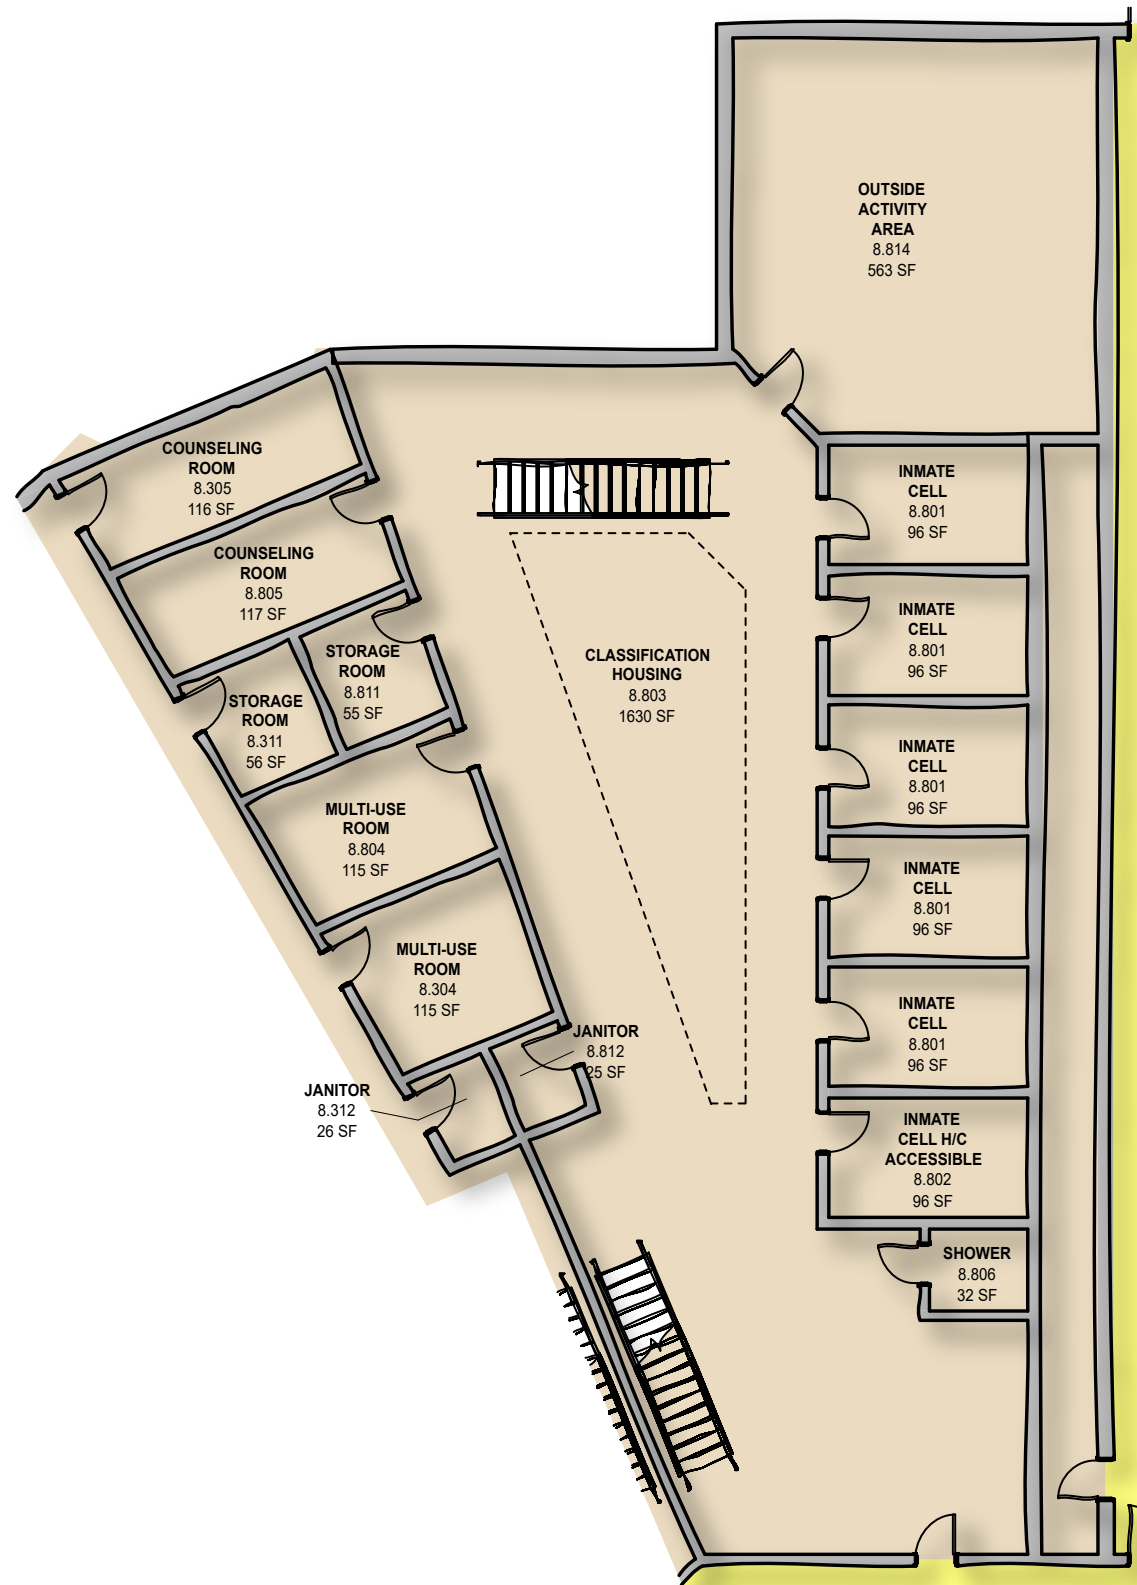 OUTSIDE
ACTIVITY
AREA
8.814
563 SF
COUNSELING
ROOM
8.305
116 SF
COUNSELING
ROOM
8.805
117 SF
STORAGE
ROOM
8.811
55 SF
STORAGE
ROOM
8.311
56 SF
MULTI-USE
ROOM
8.804
115 SF
MULTI-USE
ROOM
8.304
115 SF
JANITOR
8.812
25 SF
JANITOR
8.312
26 SF
CLASSIFICATION
HOUSING
8.803
1630 SF
INMATE
CELL
8.801
96 SF
INMATE
CELL
8.801
96 SF
INMATE
CELL
8.801
96 SF
INMATE
CELL
8.801
96 SF
INMATE
CELL
8.801
96 SF
INMATE
CELL H/C
ACCESSIBLE
8.802
96 SF
SHOWER
8.806
32 SF